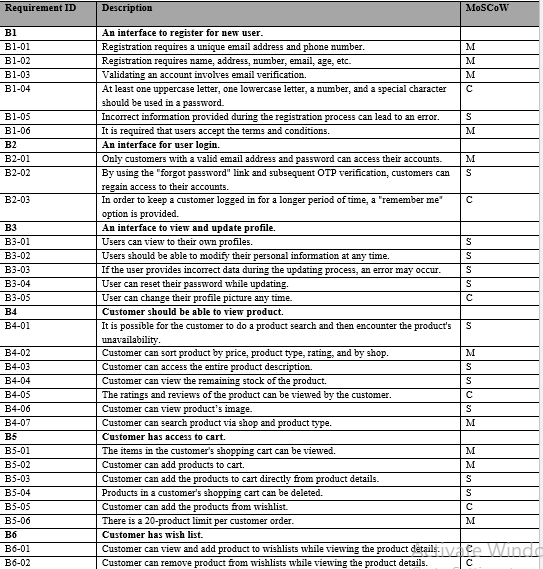 Requirement ID Description MoSCoW
B1 An interface to register for new user.
B1-01 Registration requires a unique email address and phone number. M
B1-02 Registration requires name, address, number, email, age, etc. M
B1-03 Validating an account involves email verification. M
B1-04 At least one uppercase letter, one lowercase letter, a number, and a special character C
should be used in a password.
B1-05 Incorrect information provided during the registration process can lead to an error. S
B1-06 It is required that users accept the terms and conditions. M
B2 An interface for user login.
B2-01 Only customers with a valid email address and password can access their accounts. M
B2-02 By using the "forgot password" link and subsequent OTP verification, customers can S
regain access to their accounts.
B2-03 In order to keep a customer logged in for a longer period of time, a "remember me" C
option is provided.
B3 An interface to view and update profile.
B3-01 Users can view to their own profiles. S
B3-02 Users should be able to modify their personal information at any time. S
B3-03 If the user provides incorrect data during the updating process, an error may occur. S
B3-04 User can reset their password while updating. S
B3-05 User can change their profile picture any time. C
B4 Customer should be able to view product.
B4-01 It is possible for the customer to do a product search and then encounter the product's S
unavailability.
B4-02 Customer can sort product by price, product type, rating, and by shop. M
B4-03 Customer can access the entire product description. S
B4-04 Customer can view the remaining stock of the product. S
B4-05 The ratings and reviews of the product can be viewed by the customer. C
B4-06 Customer can view product's image. S
B4-07 Customer can search product via shop and product type. M
B5 Customer has access to cart.
B5-01 The items in the customer's shopping cart can be viewed. M
B5-02 Customer can add products to cart. M
B5-03 Customer can add the products to cart directly from product details. S
B5-04 Products in a customer's shopping cart can be deleted. S
B5-05 Customer can add the products from wishlist. C
B5-06 There is a 20-product limit per customer order. M
B6 Customer has wish list.
B6-01 Customer can view and add product to wishlists while viewing the product details. C
B6-02 Customer can remove product from wishlists while viewing the product details. C